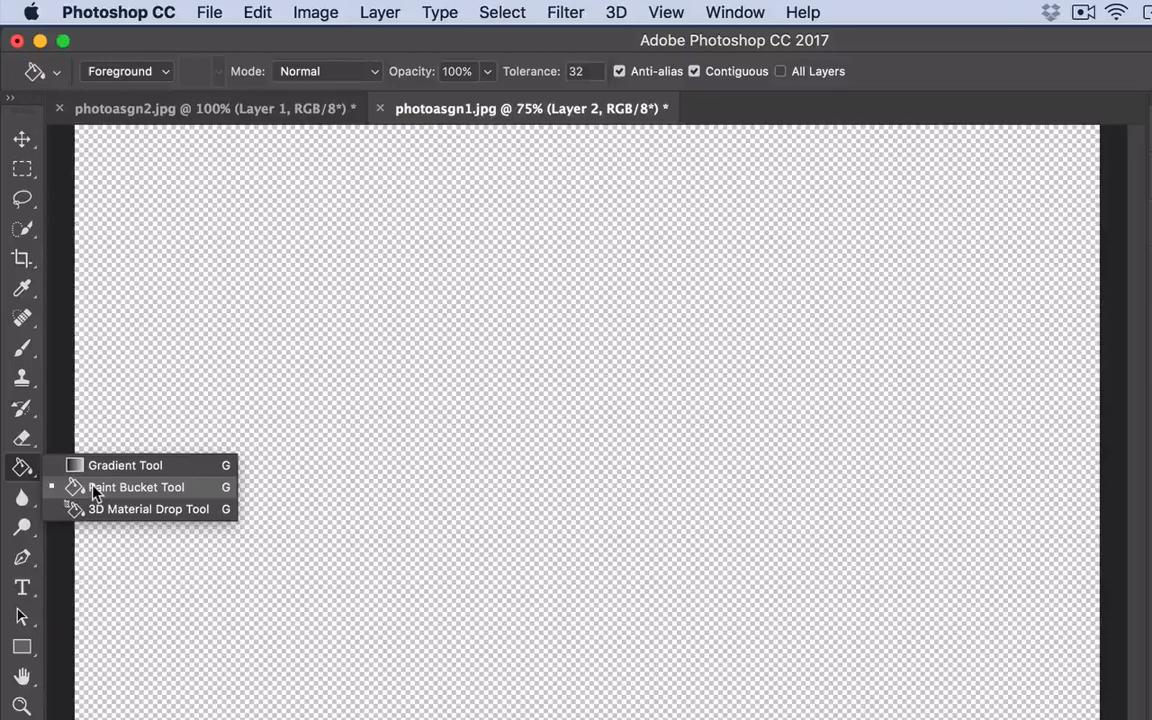 Photoshop CC File Edit Image Layer Type Select Filter 3D View Window Help
Adobe Photoshop CC 2017
Foreground Mode: Normal Opacity: 100% Tolerance: 32 Anti-alias Contiguous All Layers
photoasgn2.jpg @ 100% (Layer 1, RGB/8*) * photoasgn1.jpg @ 75% (Layer 2, RGB/8*) *
Gradient Tool G
Paint Bucket Tool G
3D Material Drop Tool G